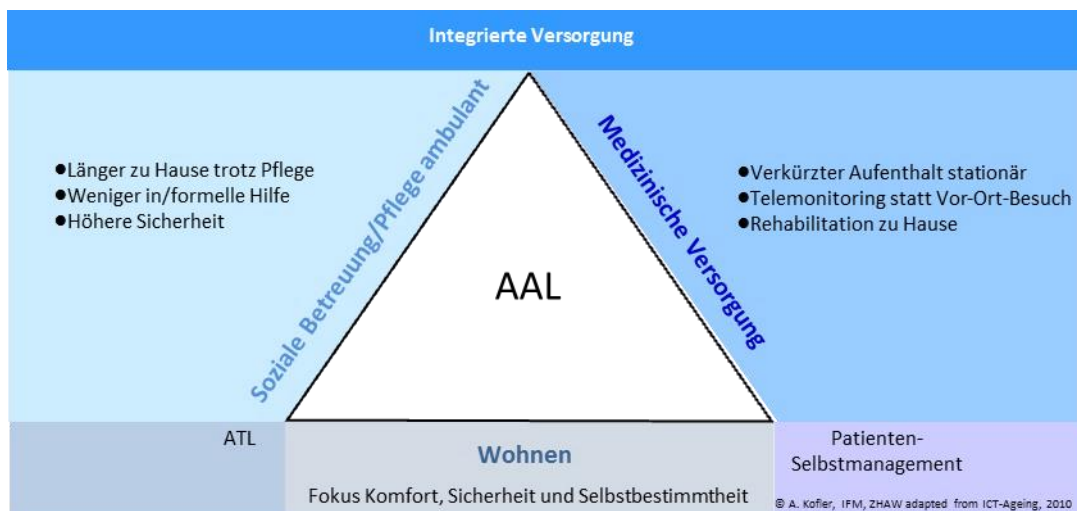 Integrierte Versorgung
Soziale Betreuung/Pflege ambulant
●Länger zu Hause trotz Pflege
●Weniger in/formelle Hilfe
●Höhere Sicherheit
AAL
Medizinische Versorgung
●Verkürzter Aufenthalt stationär
●Telemonitoring statt Vor-Ort-Besuch
●Rehabilitation zu Hause
ATL
Wohnen
Fokus Komfort, Sicherheit und Selbstbestimmtheit
Patienten-
Selbstmanagement
© A. Kofler, IFM, ZHAW adapted from ICT-Ageing, 2010